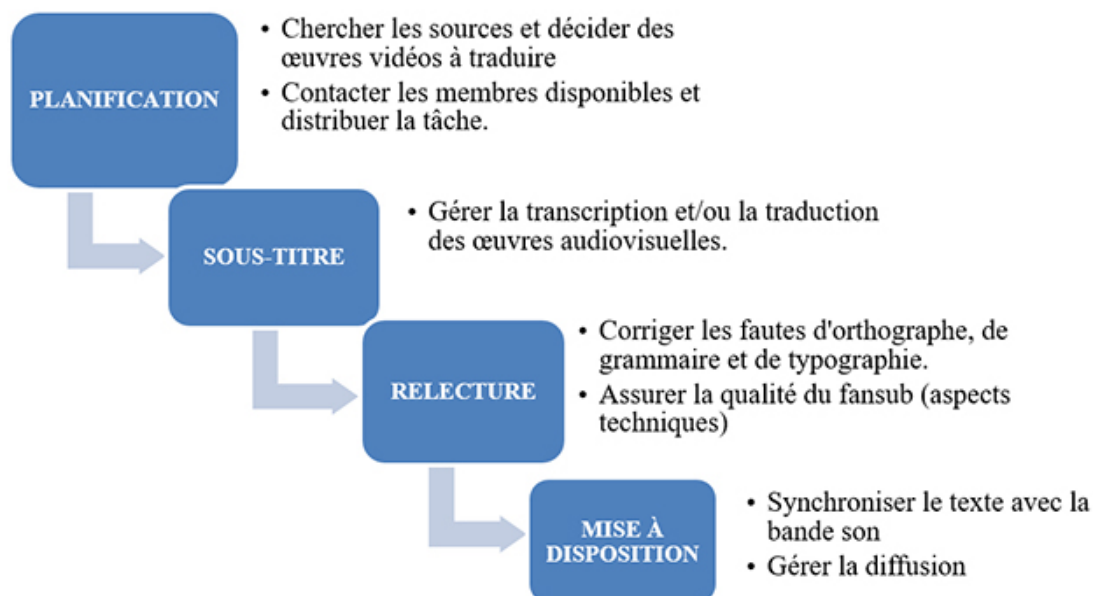 PLANIFICATION
• Chercher les sources et décider des
œuvres vidéos à traduire
• Contacter les membres disponibles et
distribuer la tâche.
SOUS-TITRE
• Gérer la transcription et/ou la traduction
des œuvres audiovisuelles.
RELECTURE
• Corriger les fautes d'orthographe, de
grammaire et de typographie.
• Assurer la qualité du fansub (aspects
techniques)
MISE À
DISPOSITION
• Synchroniser le texte avec la
bande son
• Gérer la diffusion